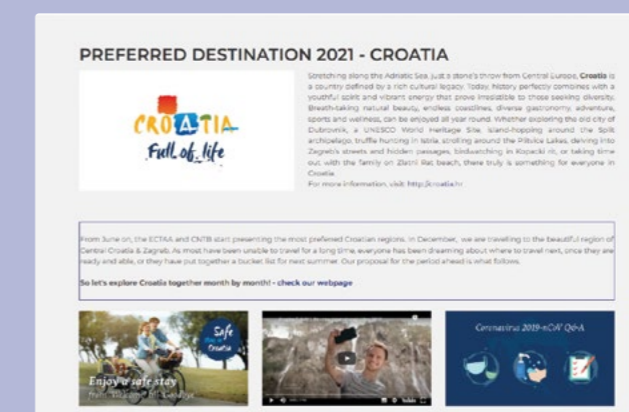 PREFERRED DESTINATION 2021 - CROATIA
Stretching along the Adriatic Sea, just a stone's throw from Central Europe, Croatia is
a country defined by a rich cultural legacy. Today, history perfectly combines with a
youthful spirit and vibrant energy that prove irresistible to those seeking diversity.
Breath-taking natural beauty, endless coastlines, diverse gastronomy, adventure,
sports and wellness, can be enjoyed all year round. Whether exploring the old city of
Dubrovnik, a UNESCO World Heritage Site, island-hopping around the Split
archipelago, truffle hunting in Istria, strolling around the Plitvice Lakes, delving into
Zagreb's streets and hidden passages, birdwatching in Kopacki rit, or taking time
out with the family on Zlatni Rat beach, there truly is something for everyone in
Croatia.
For more information, visit: http://croatia.hr
CROATIA
Full of life
From June on, the ECTAA and CNTB start presenting the most preferred Croacian regions. In December, we are travelling to the beautiful region of
Central Croatia & Zagreb. As most have been unable to travel for a long time, everyone has been dreaming about where to travel next, once they are
ready and able, or they have put together a bucket list for next summer. Our proposal for the period ahead is what follows.
So let's explore Croatia together month by month! - check our webpage
Safe
Croatia
Enjoy a safe stay
from "Welcome" to "Goodbye"
YouTube
Coronavirus 2019-nCoV Q&A